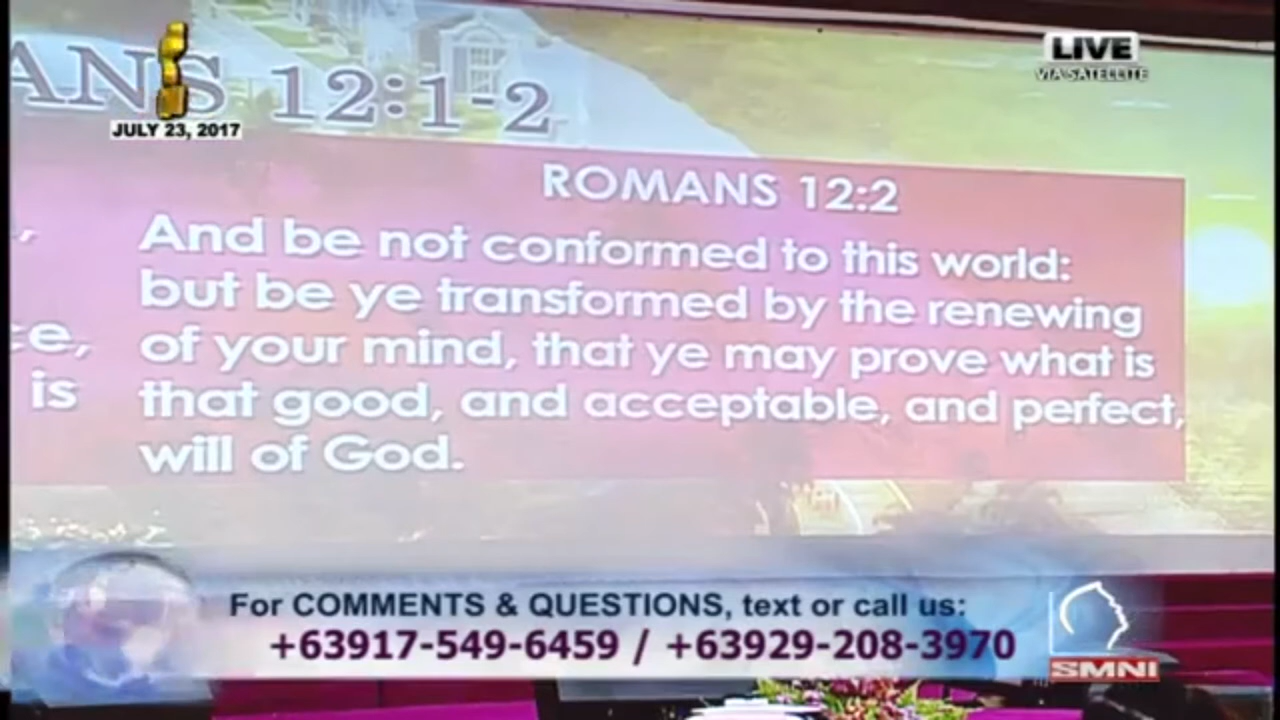 LIVE
VIA SATELLITE
ANS 12:1-2
JULY 23, 2017
ROMANS 12:2
And be not conformed to this world:
but be ye transformed by the renewing
of your mind, that ye may prove what is
that good, and acceptable, and perfect,
will of God.
is
For COMMENTS & QUESTIONS, text or call us:
+63917-549-6459 / +63929-208-3970
SMNI